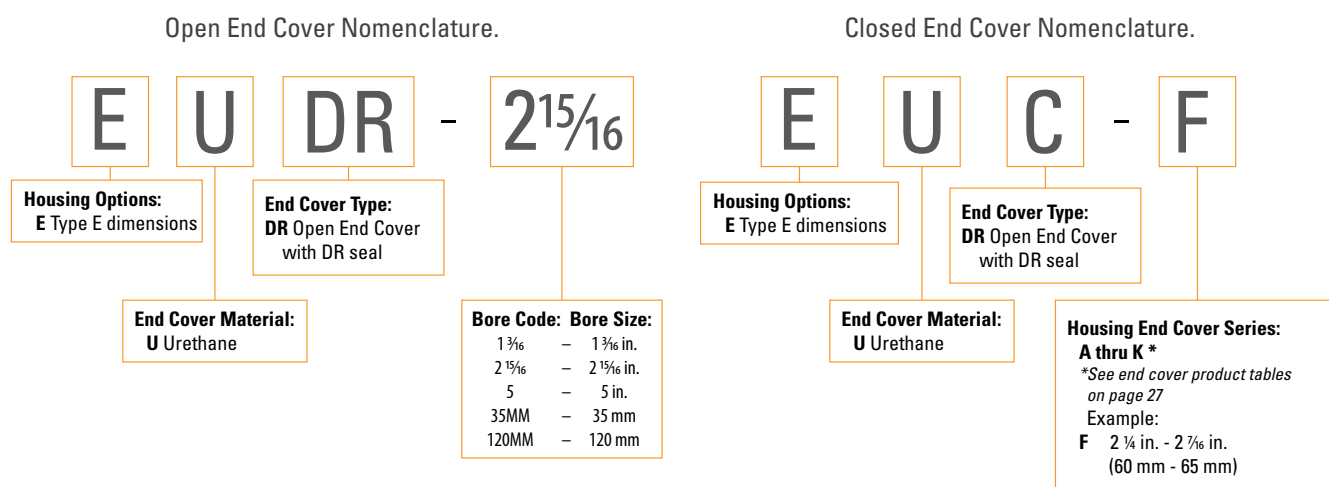 Open End Cover Nomenclature.
E U DR - 2 15/16
Housing Options:
E Type E dimensions
End Cover Type:
DR Open End Cover
with DR seal
End Cover Material:
U Urethane
Bore Code: Bore Size:
1 3/16 – 1 3/16 in.
2 15/16 – 2 15/16 in.
5 – 5 in.
35MM – 35 mm
120MM – 120 mm
Closed End Cover Nomenclature.
E U C - F
Housing Options:
E Type E dimensions
End Cover Type:
DR Open End Cover
with DR seal
End Cover Material:
U Urethane
Housing End Cover Series:
A thru K *
*See end cover product tables
on page 27
Example:
F 2 ¼ in. - 2 7/16 in.
(60 mm - 65 mm)